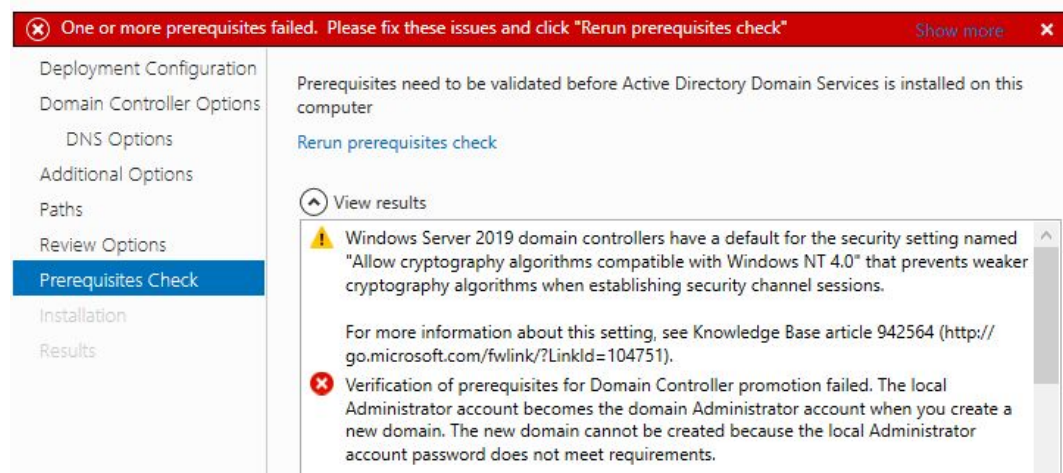 One or more prerequisites failed. Please fix these issues and click "Rerun prerequisites check"
Show more
Deployment Configuration
Domain Controller Options
DNS Options
Additional Options
Paths
Review Options
Prerequisites Check
Installation
Results
Prerequisites need to be validated before Active Directory Domain Services is installed on this
computer
Rerun prerequisites check
View results
Windows Server 2019 domain controllers have a default for the security setting named
"Allow cryptography algorithms compatible with Windows NT 4.0" that prevents weaker
cryptography algorithms when establishing security channel sessions.
For more information about this setting, see Knowledge Base article 942564 (http://
go.microsoft.com/fwlink/?LinkId=104751).
Verification of prerequisites for Domain Controller promotion failed. The local
Administrator account becomes the domain Administrator account when you create a
new domain. The new domain cannot be created because the local Administrator
account password does not meet requirements.